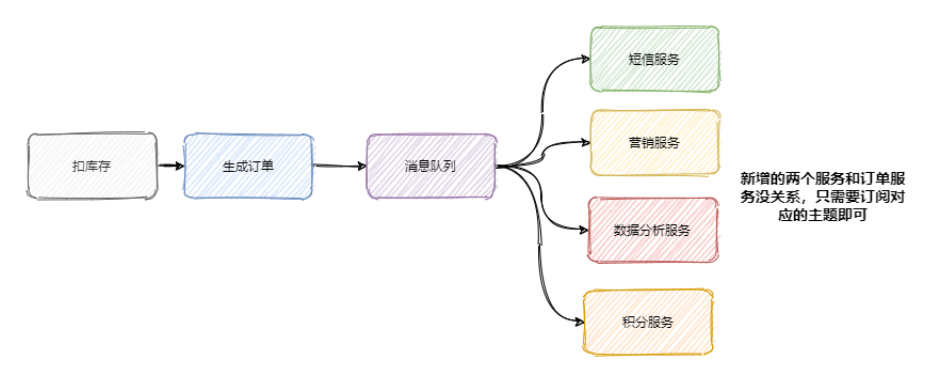 扣库存
生成订单
消息队列
短信服务
营销服务
数据分析服务
积分服务
新增的两个服务和订单服
务没关系，只需要订阅对
应的主题即可